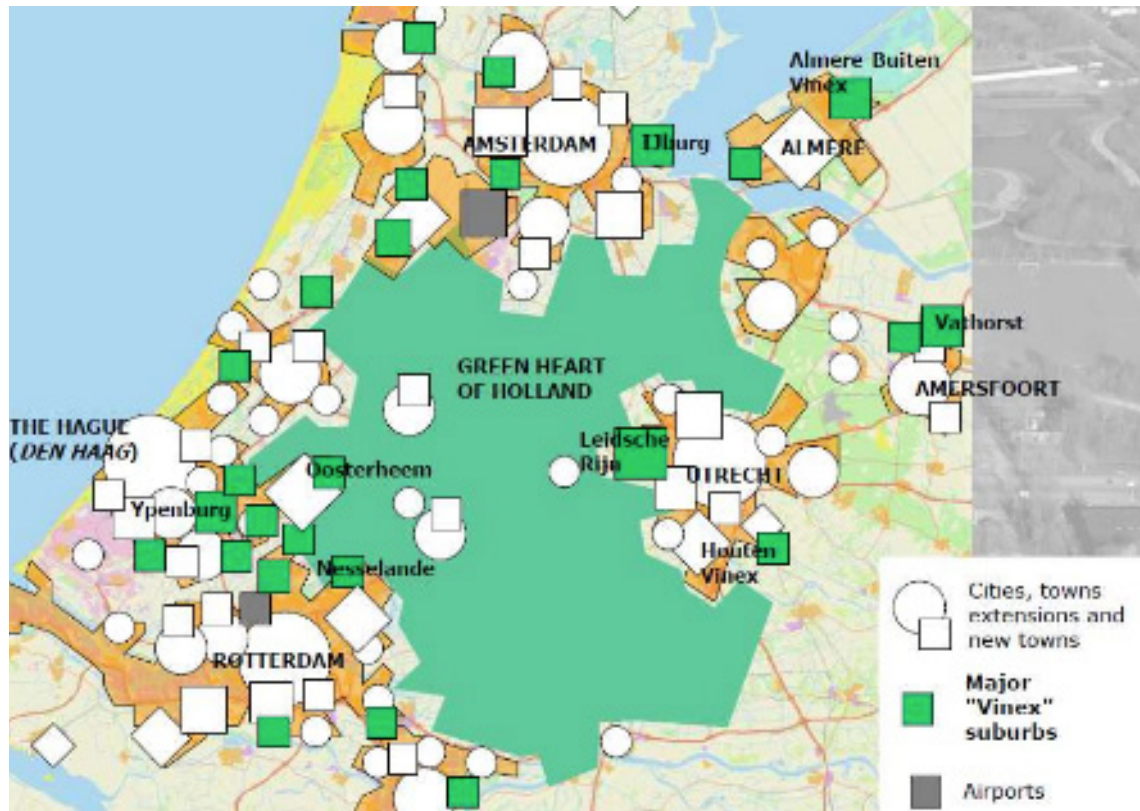 Almere Buiten
Vinex
AMSTERDAM
IJburg
ALMERE
Vathorst
GREEN HEART
OF HOLLAND
AMERSFOORT
THE HAGUE
(DEN HAAG)
Leidsche
Rijn
Oosterheem
UTRECHT
Ypenburg
Houten
Vinex
Nesselande
ROTTERDAM
Cities, towns
extensions and
new towns
Major
"Vinex"
suburbs
Airports